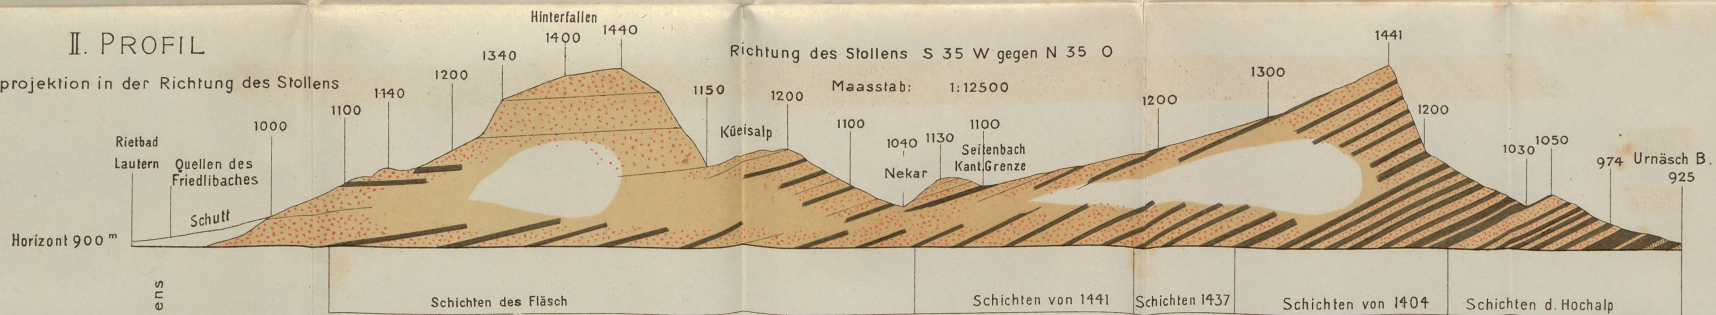 II. PROFIL
projektion in der Richtung des Stollens
Richtung des Stollens S 35 W gegen N 35 O
Maasstab: 1:12500
Hinterfallen
1400
1440
1340
1200
1140
1100
1000
Rietbad
Lautern
Quellen des
Friedlibaches
Schutt
Horizont 900 m
1150
Küeisalp
1200
1100
1040
Nekar
1130
1100
Seitenbach
Kant. Grenze
1200
1300
1441
1200
1030
1050
974
Urnäsch B.
925
ens
Schichten des Fläsch
Schichten von 1441
Schichten 1437
Schichten von 1404
Schichten d. Hochalp